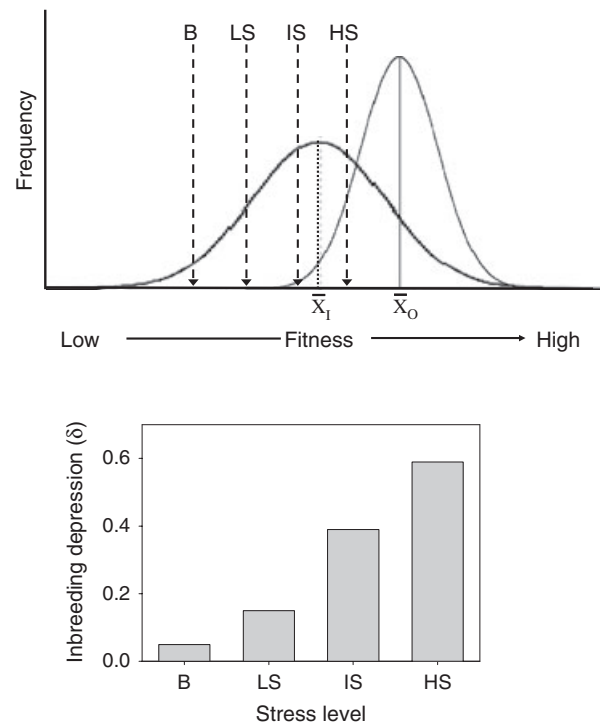 B LS IS HS
Frequency
X̅I X̅O
Low Fitness High
Inbreeding depression (δ)
0.6
0.4
0.2
0.0
B LS IS HS
Stress level